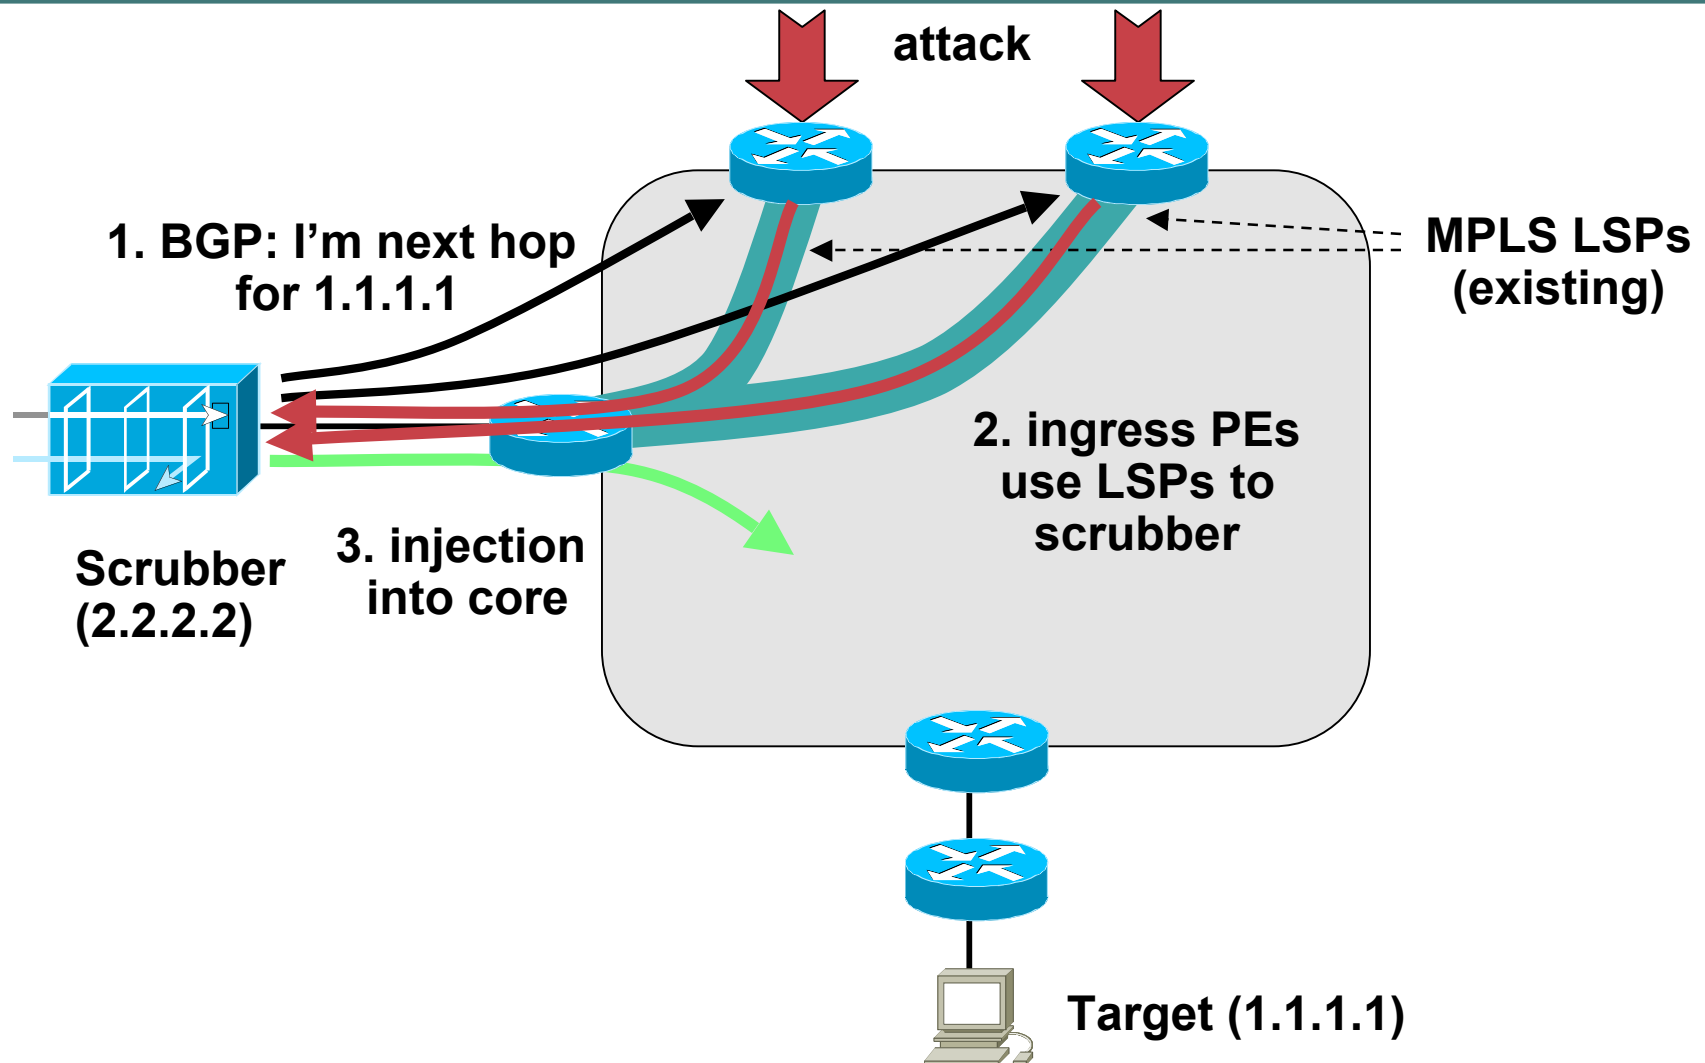 attack
1. BGP: I'm next hop
for 1.1.1.1
MPLS LSPs
(existing)
2. ingress PEs
use LSPs to
scrubber
3. injection
into core
Scrubber
(2.2.2.2)
Target (1.1.1.1)